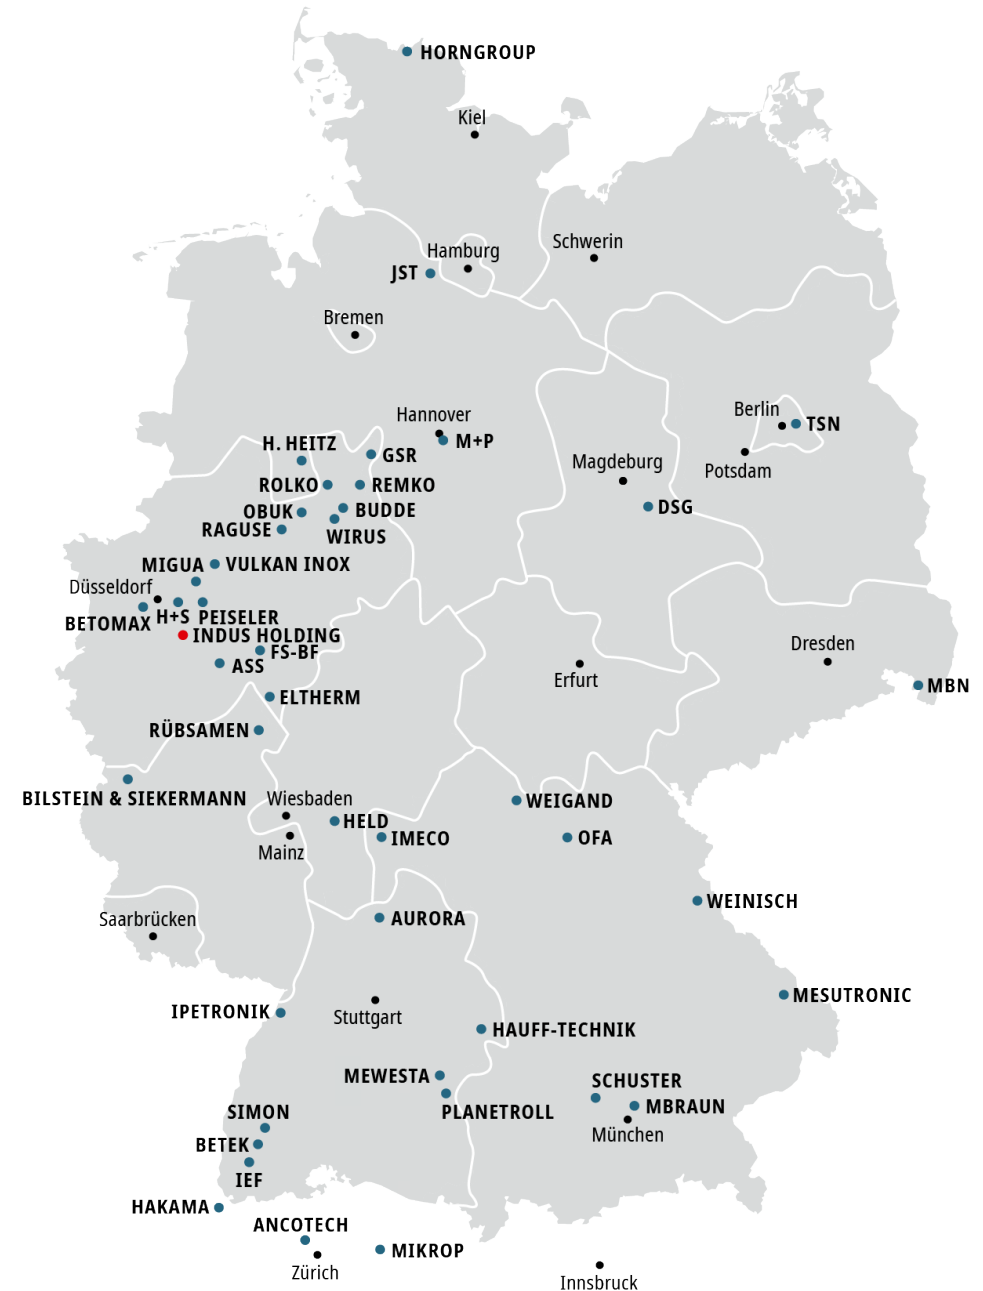 HORNGROUP
Kiel
Schwerin
Hamburg
JST
Bremen
Berlin
TSN
Hannover
M+P
H. HEITZ
GSR
Magdeburg
Potsdam
ROLKO
REMKO
DSG
OBUK
BUDDE
RAGUSE
WIRUS
MIGUA
VULKAN INOX
Düsseldorf
BETOMAX
H+S
PEISELER
INDUS HOLDING
FS-BF
ASS
Dresden
Erfurt
MBN
ELTHERM
RÜBSAMEN
BILSTEIN & SIEKERMANN
Wiesbaden
WEIGAND
HELD
IMECO
OFA
Mainz
WEINISCH
Saarbrücken
AURORA
MESUTRONIC
IPETRONIK
Stuttgart
HAUFF-TECHNIK
MEWESTA
SCHUSTER
PLANETROLL
MBRAUN
SIMON
München
BETEK
IEF
HAKAMA
ANCOTECH
MIKROP
Zürich
Innsbruck